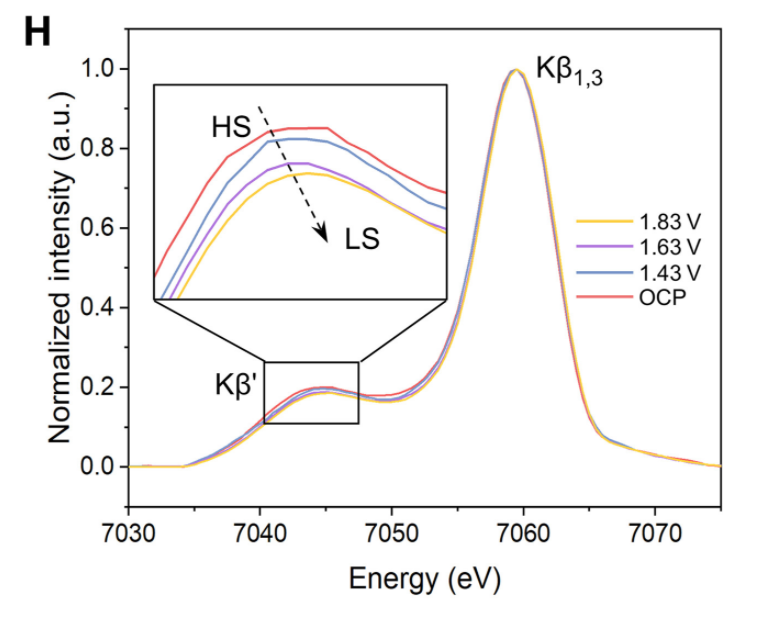 H
Normalized intensity (a.u.)
1.0
0.8
0.6
0.4
0.2
0.0
Kβ1,3
HS
LS
Kβ'
1.83 V
1.63 V
1.43 V
OCP
7030 7040 7050 7060 7070
Energy (eV)